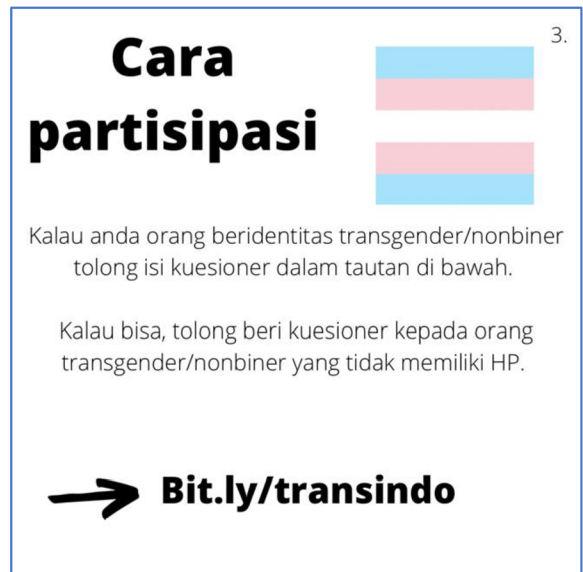 3.
Cara
partisipasi
Kalau anda orang beridentitas transgender/nonbiner
tolong isi kuesioner dalam tautan di bawah.
Kalau bisa, tolong beri kuesioner kepada orang
transgender/nonbiner yang tidak memiliki HP.
Bit.ly/transindo